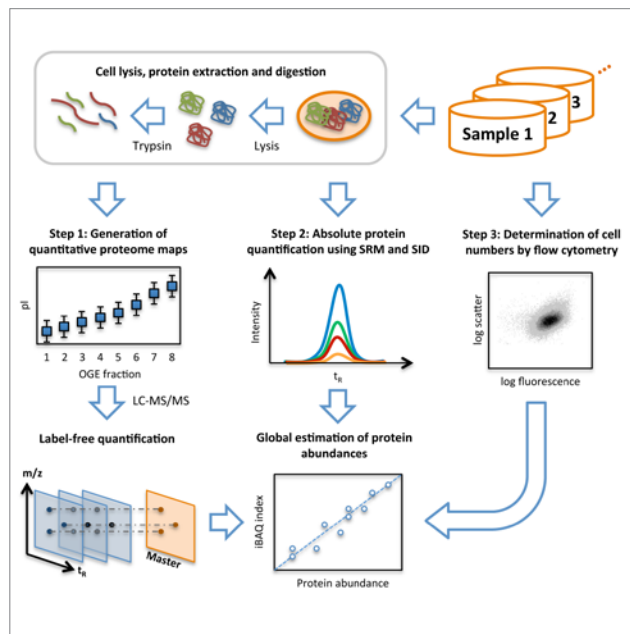 Cell lysis, protein extraction and digestion
Trypsin
Lysis
3
2
Sample 1
Step 1: Generation of
quantitative proteome maps
Step 2: Absolute protein
quantification using SRM and SID
Step 3: Determination of cell
numbers by flow cytometry
pI
1 2 3 4 5 6 7 8
OGE fraction
Intensity
tR
log scatter
log fluorescence
LC-MS/MS
Label-free quantification
Global estimation of protein
abundances
m/z
Master
tR
iBAQ index
Protein abundance